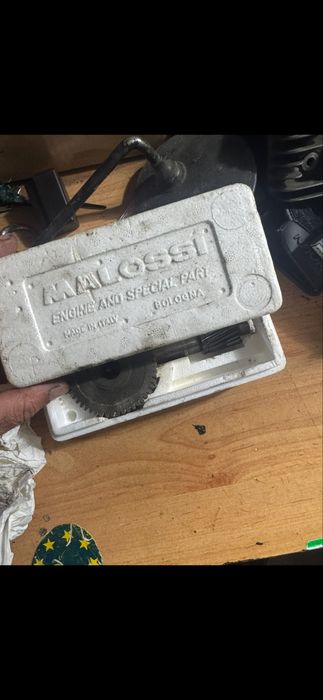 MALOSSI
ENGINE AND SPECIAL PART
MADE IN ITALY
BOLOGNA